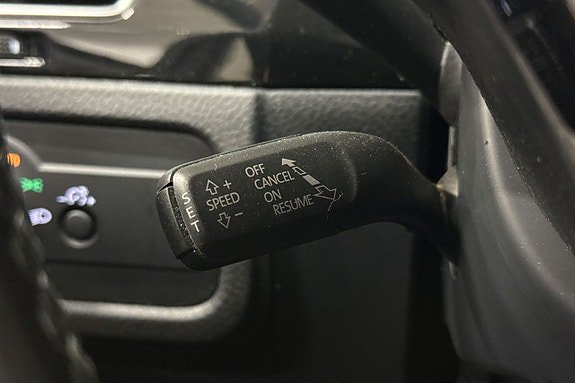 SET
+
SPEED
-
OFF
CANCEL
ON
RESUME